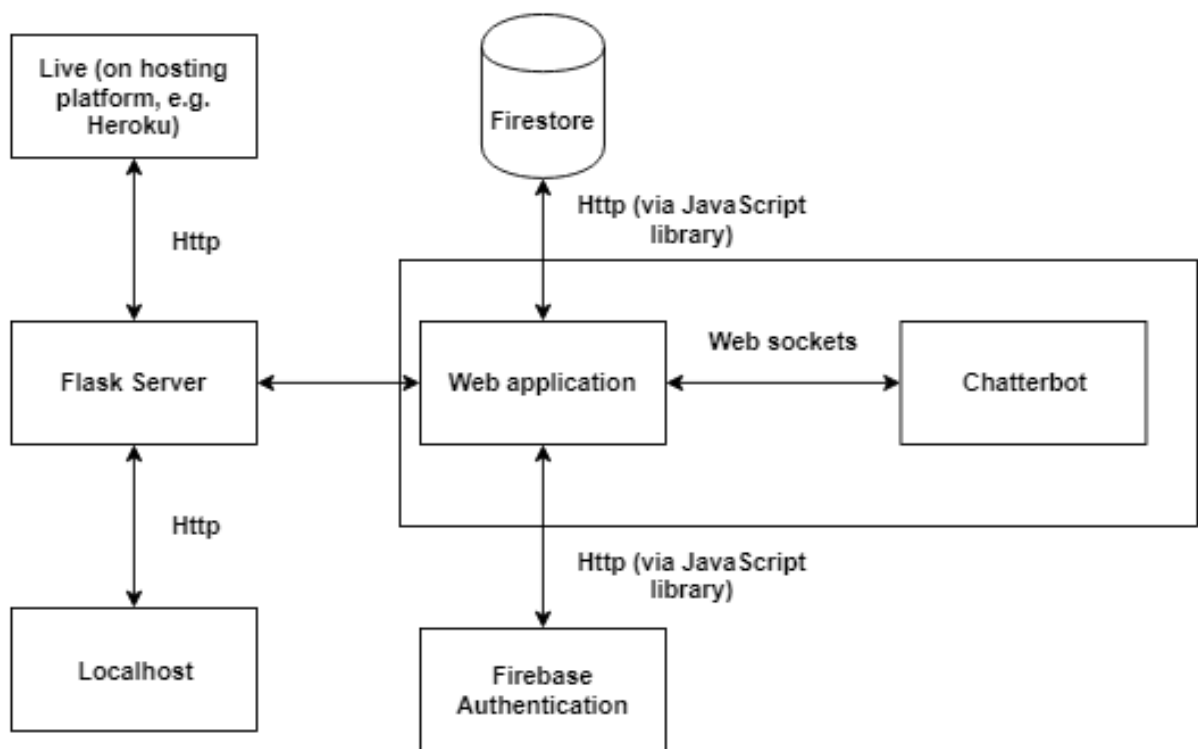 Live (on hosting
platform, e.g.
Heroku)
Firestore
Http (via JavaScript
library)
Http
Flask Server
Web application
Web sockets
Chatterbot
Http
Http (via JavaScript
library)
Localhost
Firebase
Authentication